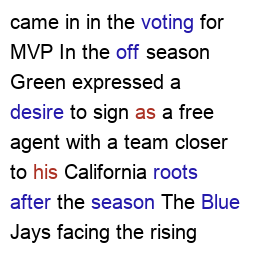 came in in the voting for
MVP In the off season
Green expressed a
desire to sign as a free
agent with a team closer
to his California roots
after the season The Blue
Jays facing the rising